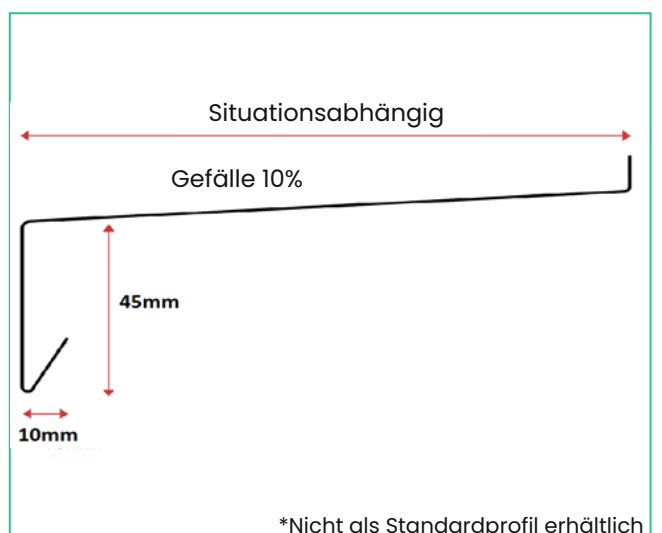 Situationsabhängig
Gefälle 10%
45mm
10mm
*Nicht als Standardprofil erhältlich